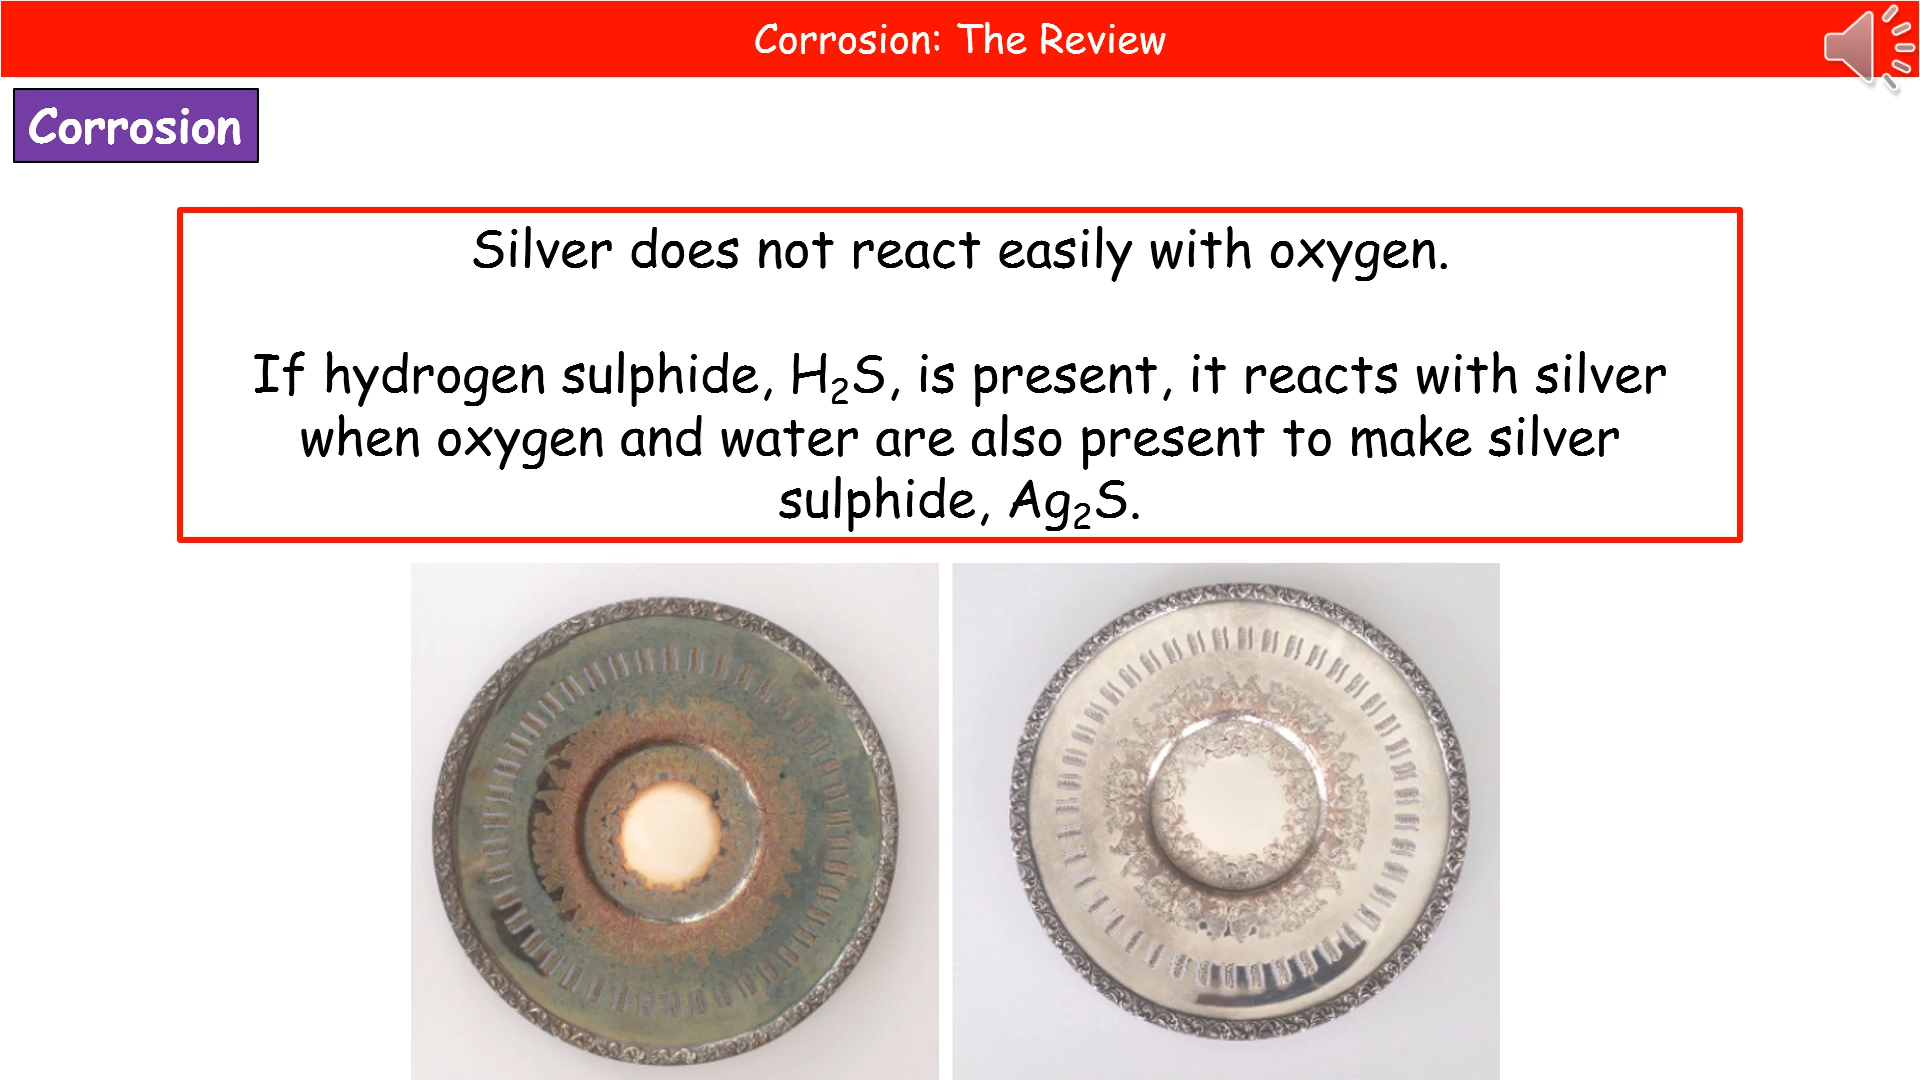 Corrosion: The Review
Corrosion
Silver does not react easily with oxygen.
If hydrogen sulphide, H₂S, is present, it reacts with silver
when oxygen and water are also present to make silver
sulphide, Ag₂S.